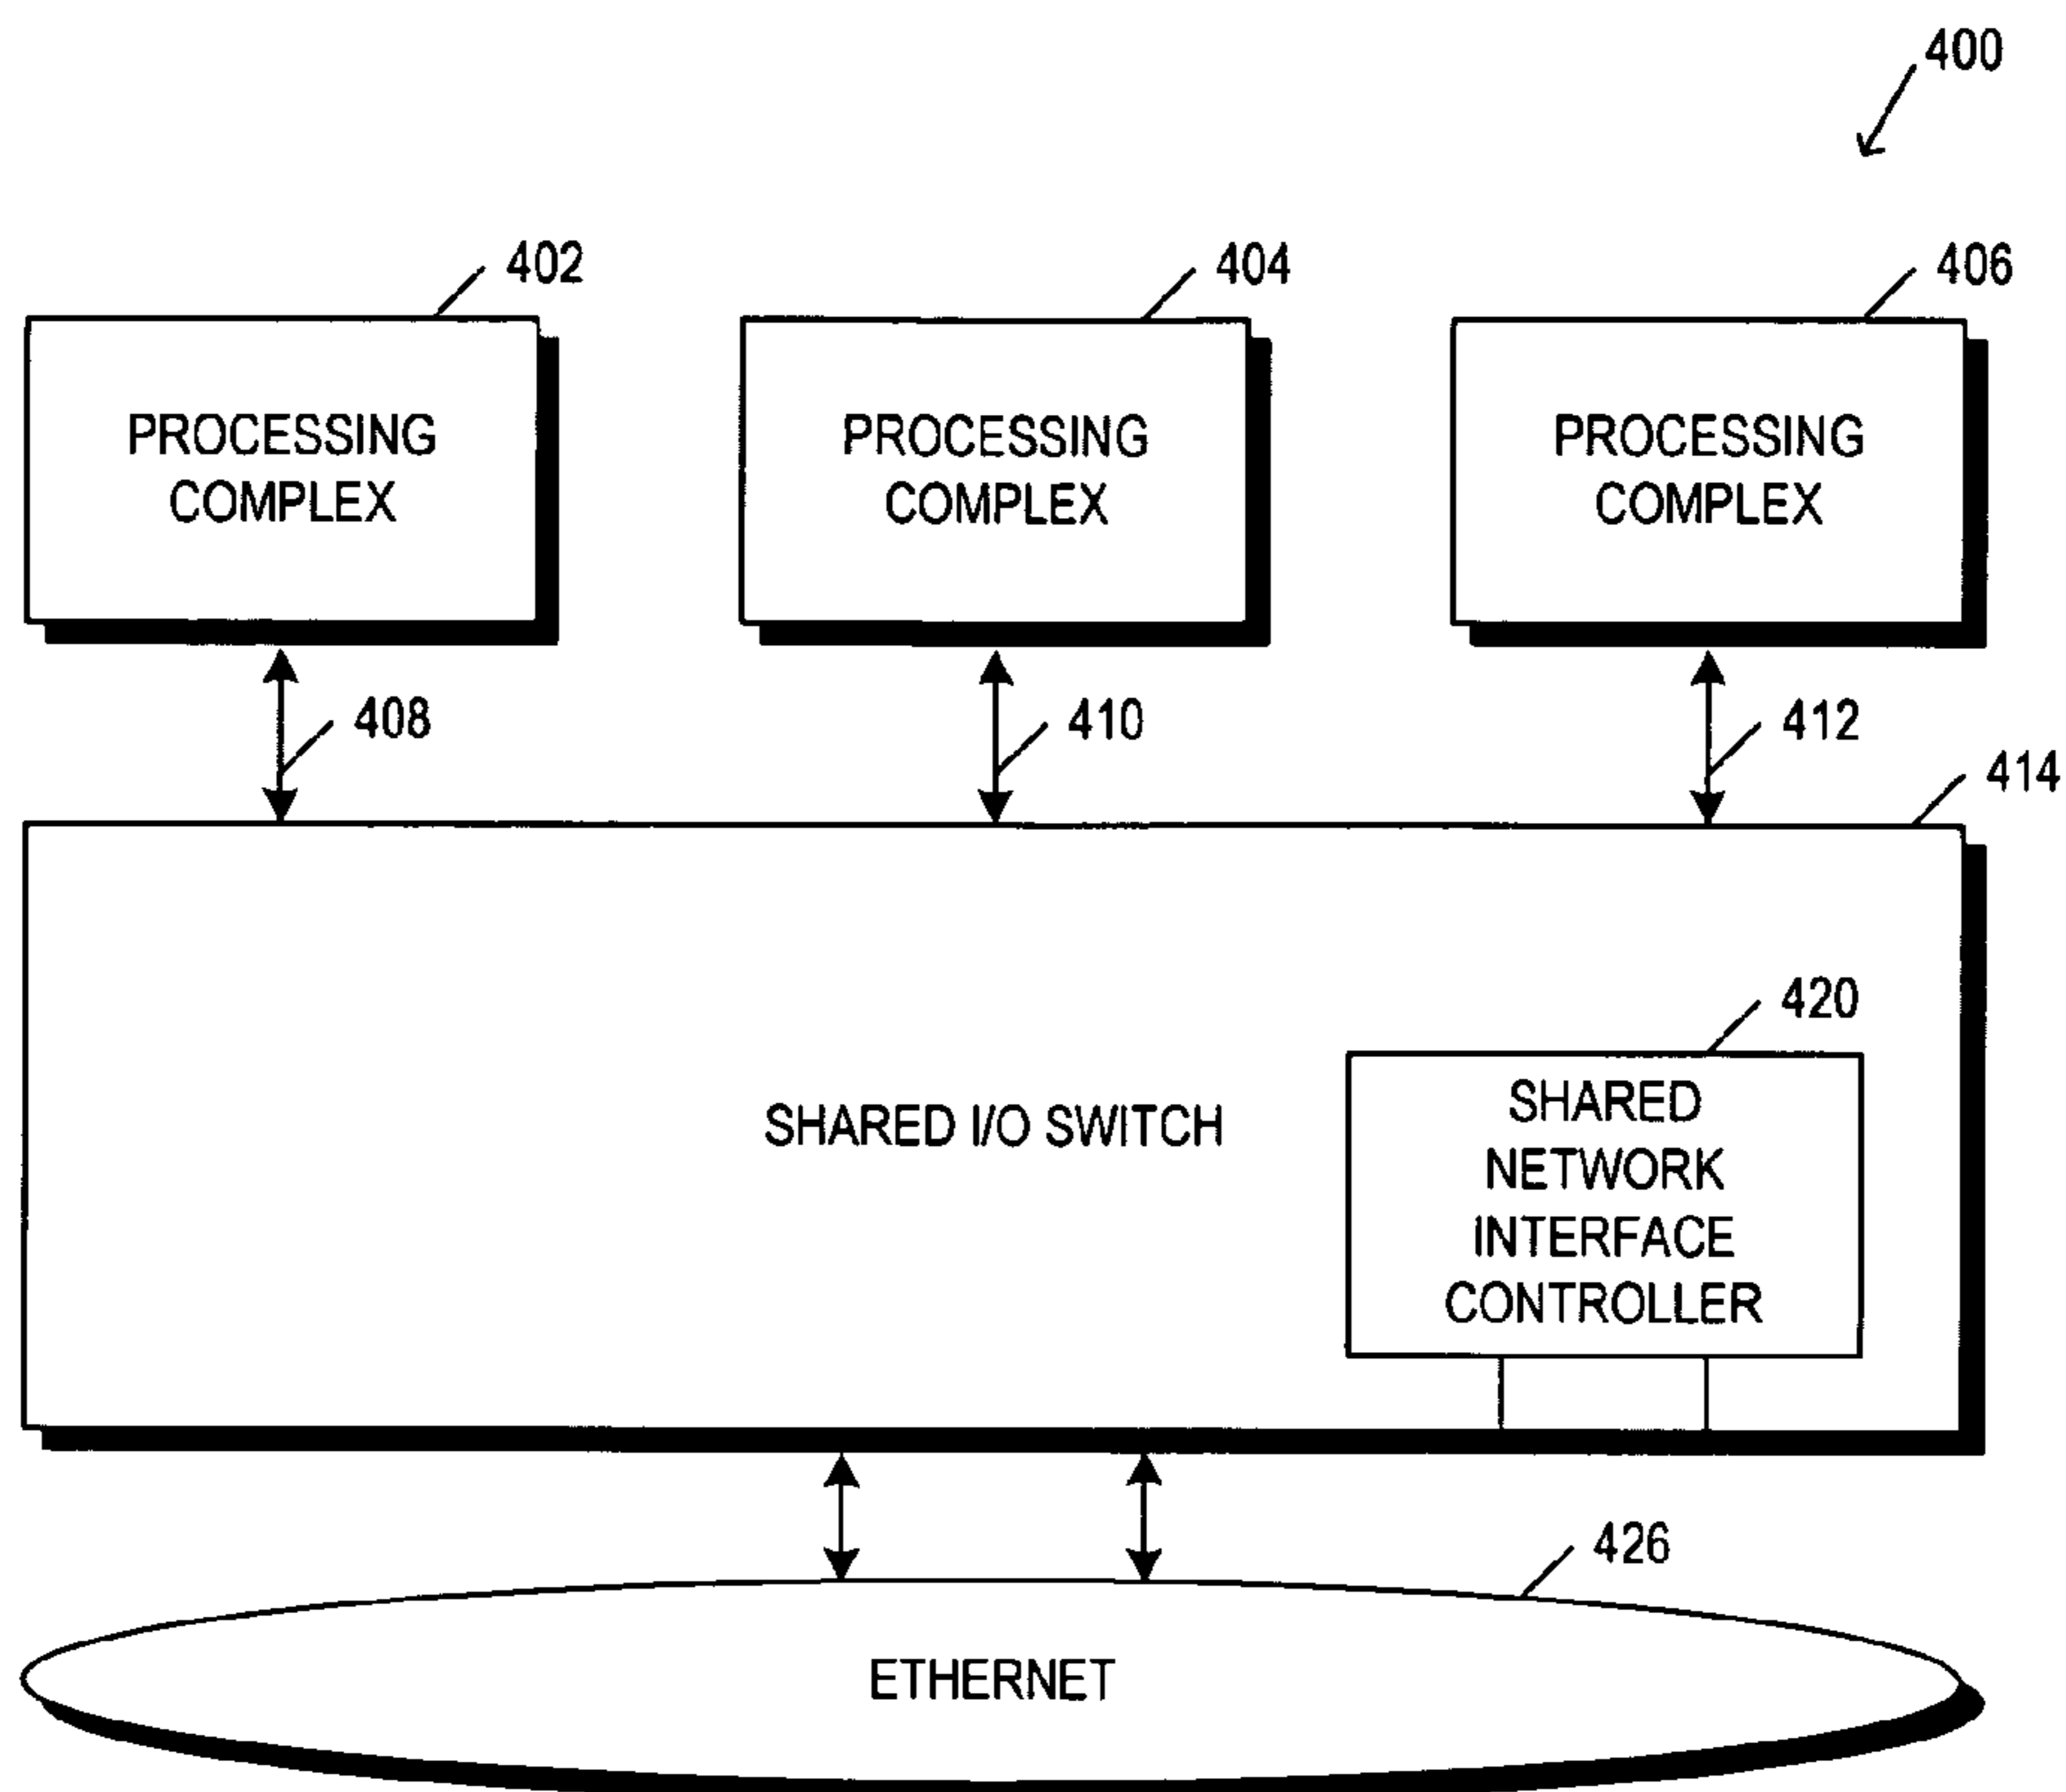 400
402
404
406
PROCESSING
COMPLEX
PROCESSING
COMPLEX
PROCESSING
COMPLEX
408
410
412
414
SHARED I/O SWITCH
420
SHARED
NETWORK
INTERFACE
CONTROLLER
426
ETHERNET